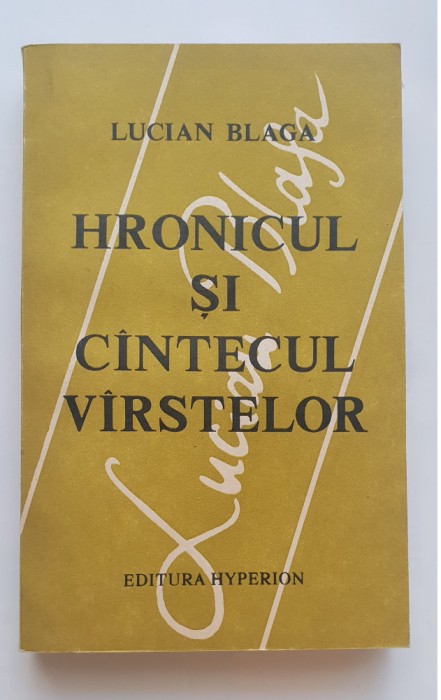 LUCIAN BLAGA
HRONICUL
ȘI
CÎNTECUL
VÎRSTELOR
Lucian Blaga
EDITURA HYPERION